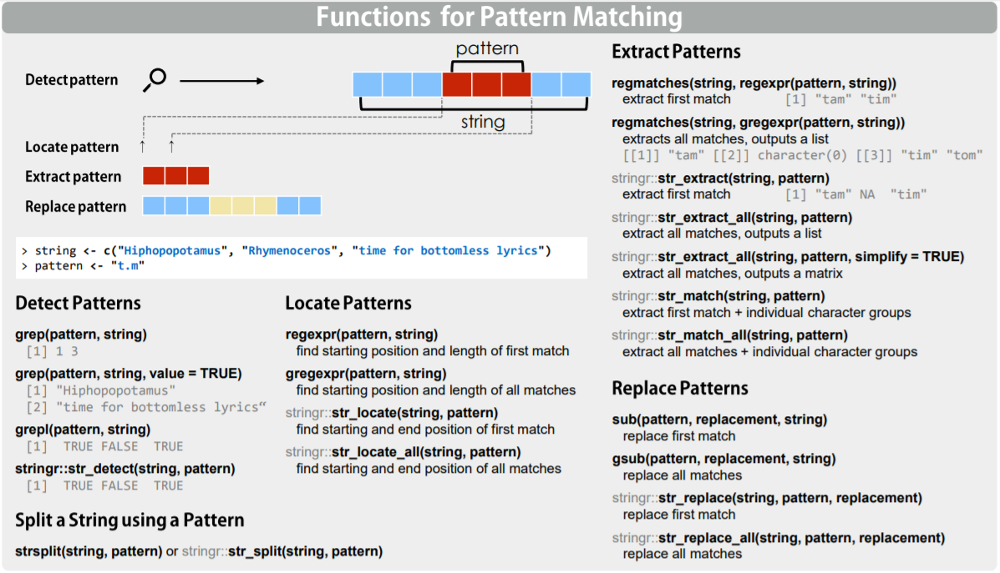 Functions for Pattern Matching
Detect pattern
pattern
string
Locate pattern
Extract pattern
Replace pattern
> string <- c("Hiphopopotamus", "Rhymenoceros", "time for bottomless lyrics")
> pattern <- "t.m"
Detect Patterns
grep(pattern, string)
[1] 1 3
grep(pattern, string, value = TRUE)
[1] "Hiphopopotamus"
[2] "time for bottomless lyrics“
grepl(pattern, string)
[1] TRUE FALSE TRUE
stringr::str_detect(string, pattern)
[1] TRUE FALSE TRUE
Split a String using a Pattern
strsplit(string, pattern) or stringr::str_split(string, pattern)
Locate Patterns
regexpr(pattern, string)
find starting position and length of first match
gregexpr(pattern, string)
find starting position and length of all matches
stringr::str_locate(string, pattern)
find starting and end position of first match
stringr::str_locate_all(string, pattern)
find starting and end position of all matches
Extract Patterns
regmatches(string, regexpr(pattern, string))
extract first match [1] "tam" "tim"
regmatches(string, gregexpr(pattern, string))
extracts all matches, outputs a list
[[1]] "tam" [[2]] character(0) [[3]] "tim" "tom"
stringr::str_extract(string, pattern)
extract first match [1] "tam" NA "tim"
stringr::str_extract_all(string, pattern)
extract all matches, outputs a list
stringr::str_extract_all(string, pattern, simplify = TRUE)
extract all matches, outputs a matrix
stringr::str_match(string, pattern)
extract first match + individual character groups
stringr::str_match_all(string, pattern)
extract all matches + individual character groups
Replace Patterns
sub(pattern, replacement, string)
replace first match
gsub(pattern, replacement, string)
replace all matches
stringr::str_replace(string, pattern, replacement)
replace first match
stringr::str_replace_all(string, pattern, replacement)
replace all matches